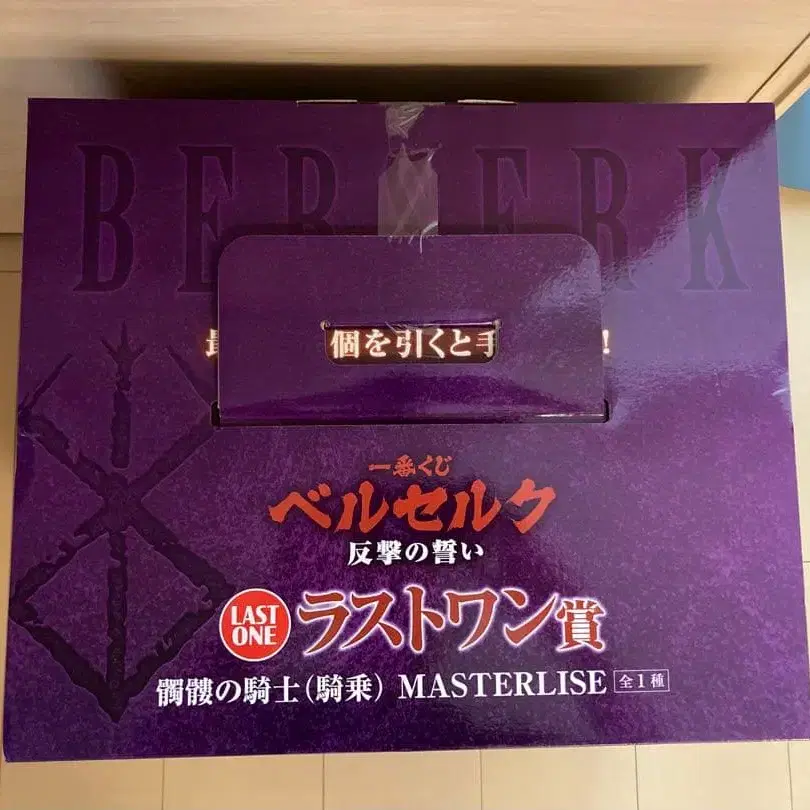 BERSERK
最 個を引くと手 !
一番くじ
ベルセルク
反撃の誓い
LAST ONE ラストワン賞
髑髏の騎士(騎乗) MASTERLISE 全1種